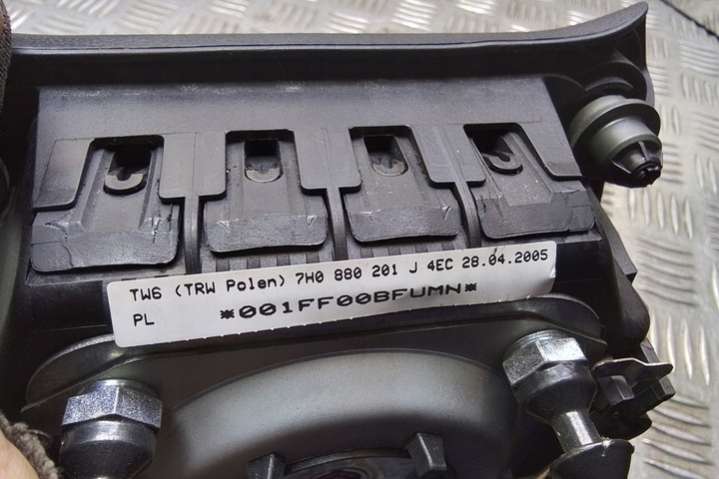 TW6 (TRW Polen) 7H0 880 201 J 4EC 28.04.2005
PL *001FF00BFUMN*